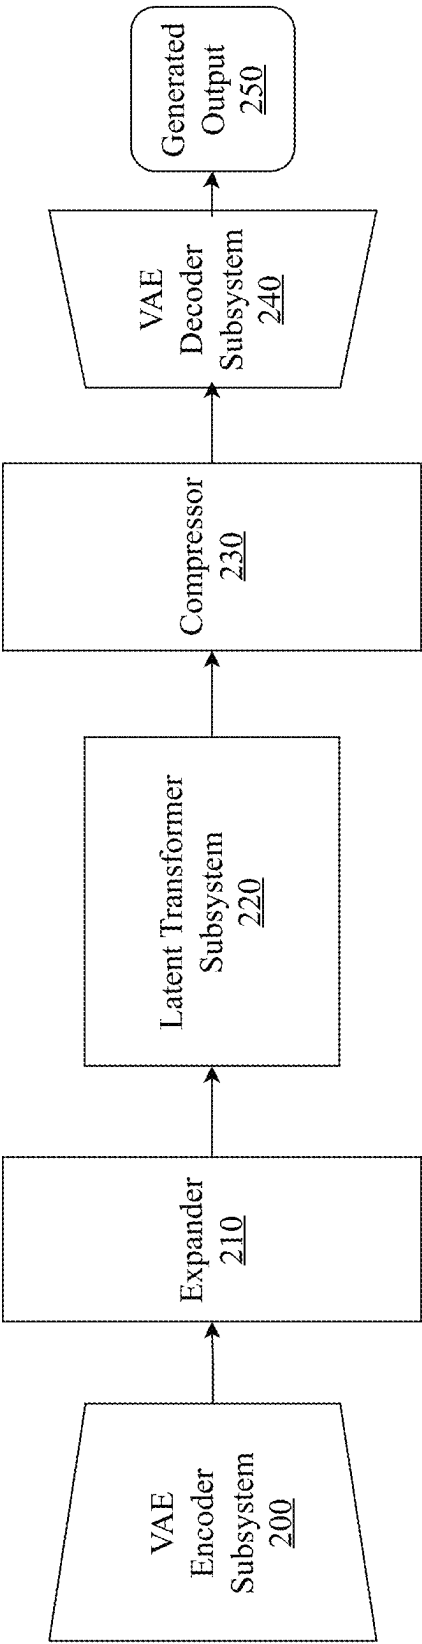 VAE
Encoder
Subsystem
200
Expander
210
Latent Transformer
Subsystem
220
Compressor
230
VAE
Decoder
Subsystem
240
Generated
Output
250